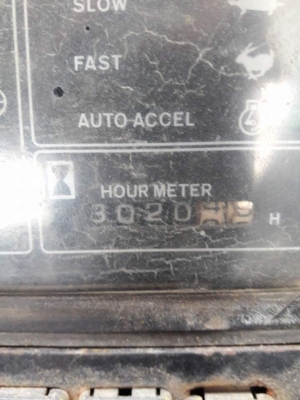 SLOW
FAST
AUTO ACCEL
HOUR METER
3020 H